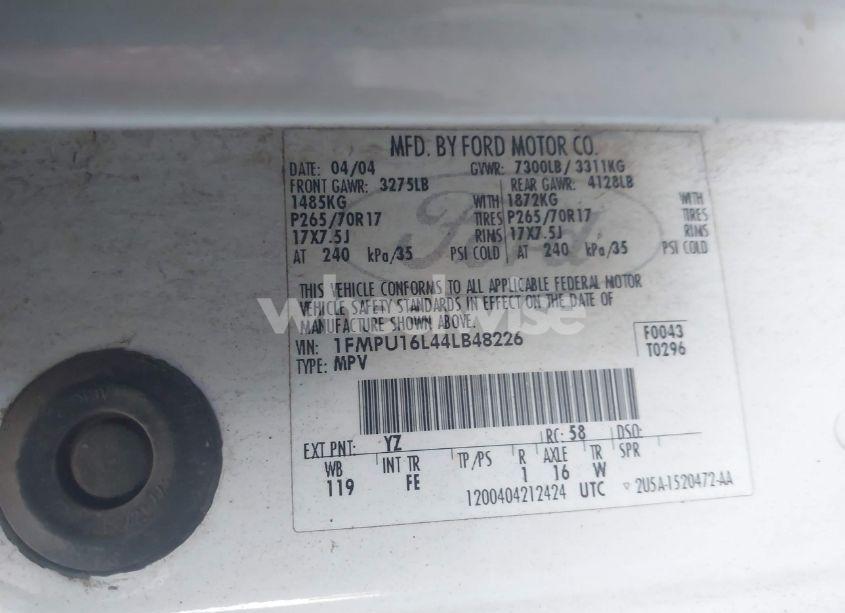 MFD. BY FORD MOTOR CO.
DATE: 04/04 GVWR: 7300LB / 3311KG
FRONT GAWR: 3275LB REAR GAWR: 4128LB
1485KG WITH 1872KG WITH
P265/70R17 TIRES P265/70R17 TIRES
17X7.5J RIMS 17X7.5J RIMS
AT 240 kPa/35 PSI COLD AT 240 kPa/35 PSI COLD
Ford
THIS VEHICLE CONFORMS TO ALL APPLICABLE FEDERAL MOTOR
VEHICLE SAFETY STANDARDS IN EFFECT ON THE DATE OF
MANUFACTURE SHOWN ABOVE.
VIN: 1FMPU16L44LB48226 F0043
TYPE: MPV T0296
EXT PNT: YZ RC: 58 DSO:
WB INT TR TP/PS R AXLE TR SPR
119 FE 1 16 W
1200404212424 UTC 2U5A-1520472-AA